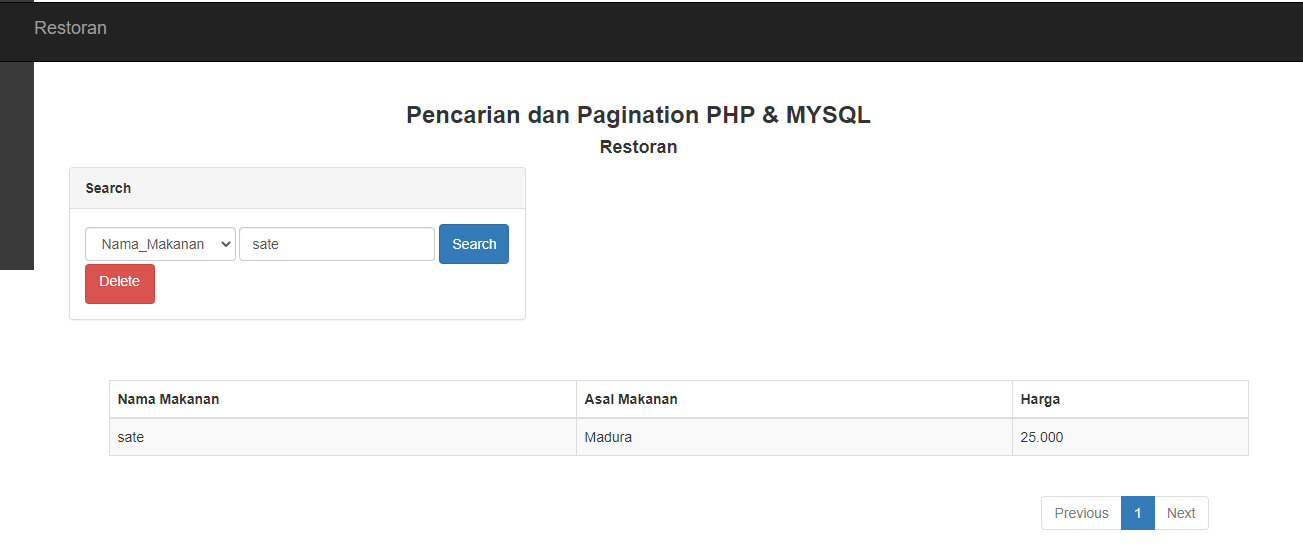 Restoran
Pencarian dan Pagination PHP & MYSQL
Restoran
Search
Nama_Makanan sate Search
Delete
Nama Makanan Asal Makanan Harga
sate Madura 25.000
Previous 1 Next